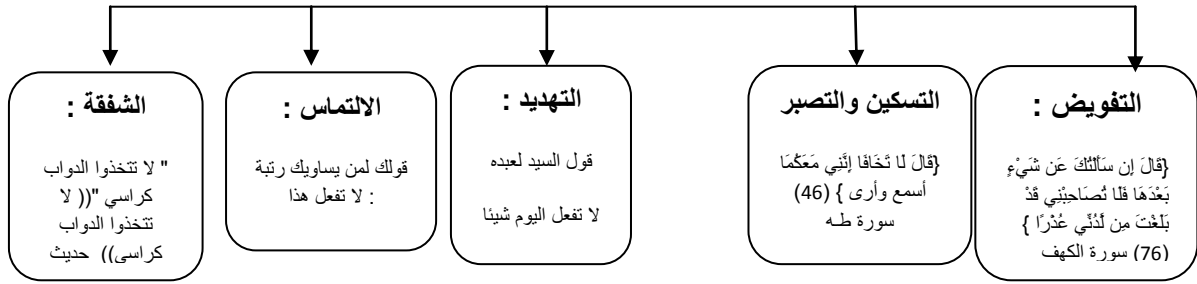 التفويض :
{قَالَ إِن سَأَلْتُكَ عَن شَيْءٍ
بَعْدَهَا فَلَا تُصَاحِبْنِي قَدْ
بَلَغْتَ مِن لَّدُنِّي عُذْرًا }
(76) سورة الكهف
التسكين والتصبر
{قَالَ لَا تَخَافَا إِنَّنِي مَعَكُمَا
أسمع وأرى } (46)
سورة طـه
التهديد :
قول السيد لعبده
لا تفعل اليوم شيئا
الالتماس :
قولك لمن يساويك رتبة
: لا تفعل هذا
الشفقة :
" لا تتخذوا الدواب
كراسي "(( لا
تتخذوا الدواب
كراسي)) حديث